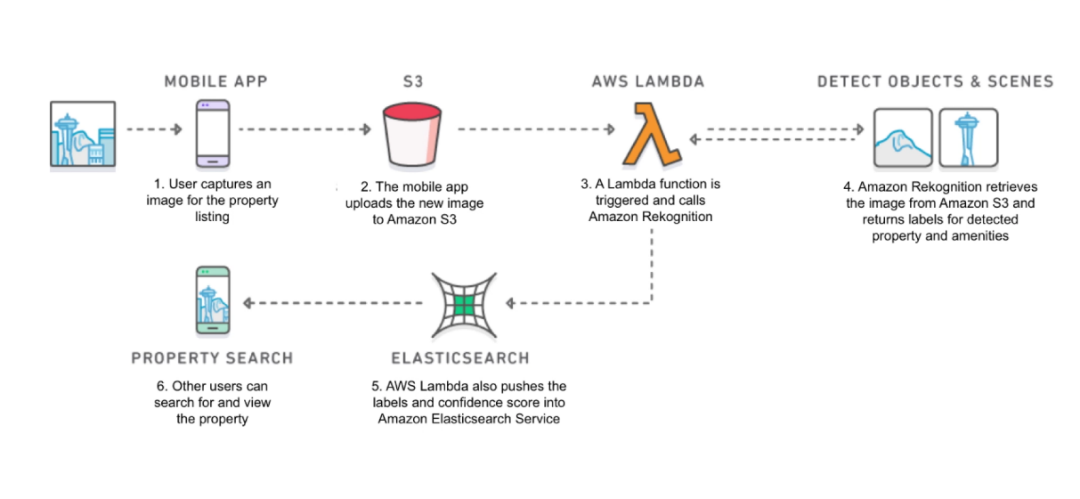 MOBILE APP
S3
AWS LAMBDA
DETECT OBJECTS & SCENES
1. User captures an
image for the property
listing
2. The mobile app
uploads the new image
to Amazon S3
3. A Lambda function is
triggered and calls
Amazon Rekognition
4. Amazon Rekognition retrieves
the image from Amazon S3 and
returns labels for detected
property and amenities
PROPERTY SEARCH
ELASTICSEARCH
6. Other users can
search for and view
the property
5. AWS Lambda also pushes the
labels and confidence score into
Amazon Elasticsearch Service